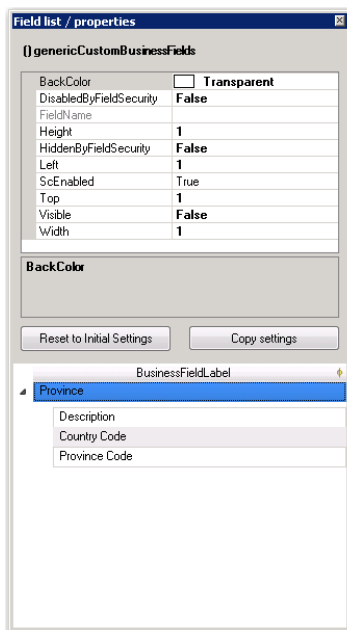 Field list / properties
() genericCustomBusinessFields
BackColor Transparent
DisabledByFieldSecurity False
FieldName
Height 1
HiddenByFieldSecurity False
Left 1
ScEnabled True
Top 1
Visible False
Width 1
BackColor
Reset to Initial Settings Copy settings
BusinessFieldLabel
Province
Description
Country Code
Province Code